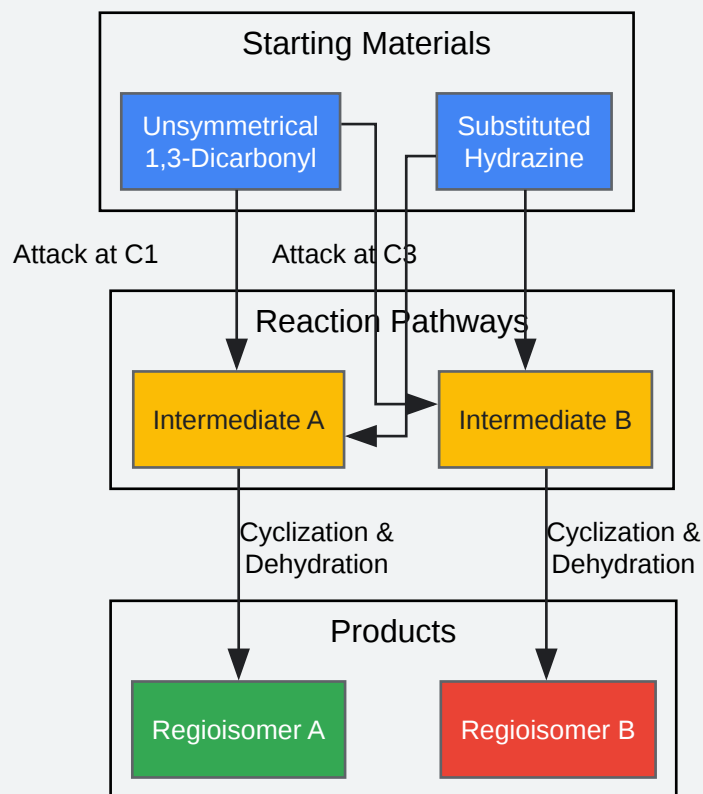 Starting Materials
Unsymmetrical
1,3-Dicarbonyl
Substituted
Hydrazine
Attack at C1
Attack at C3
Reaction Pathways
Intermediate A
Intermediate B
Cyclization &
Dehydration
Cyclization &
Dehydration
Products
Regioisomer A
Regioisomer B